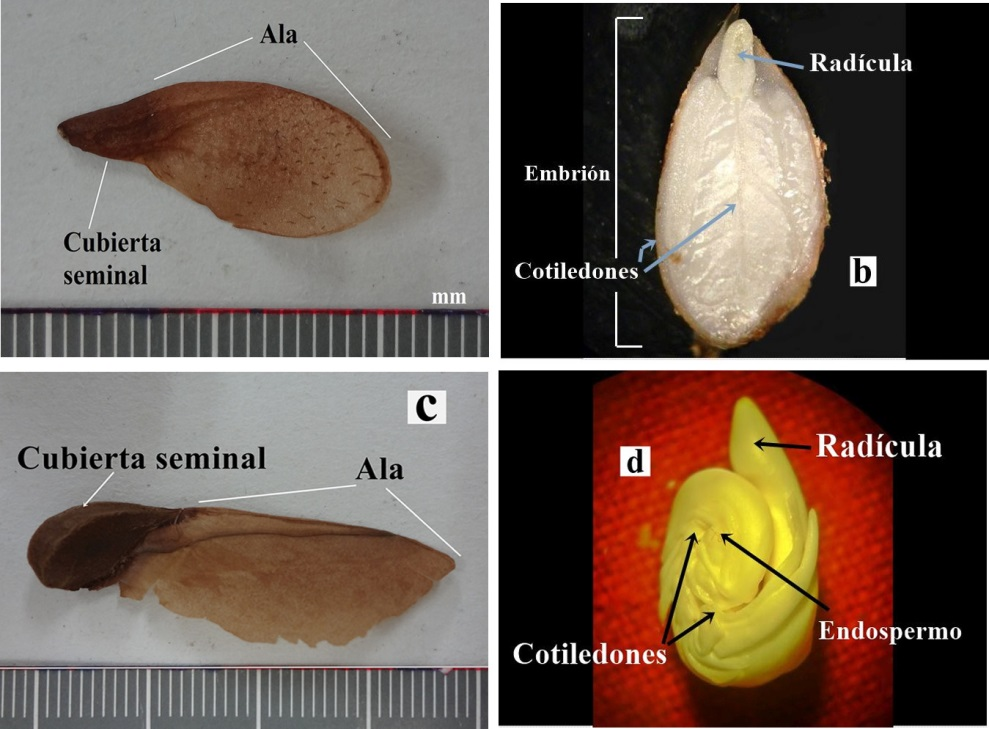 Ala
Cubierta
seminal
mm
Radícula
Embrión
Cotiledones
b
c
Cubierta seminal
Ala
d
Radícula
Endospermo
Cotiledones